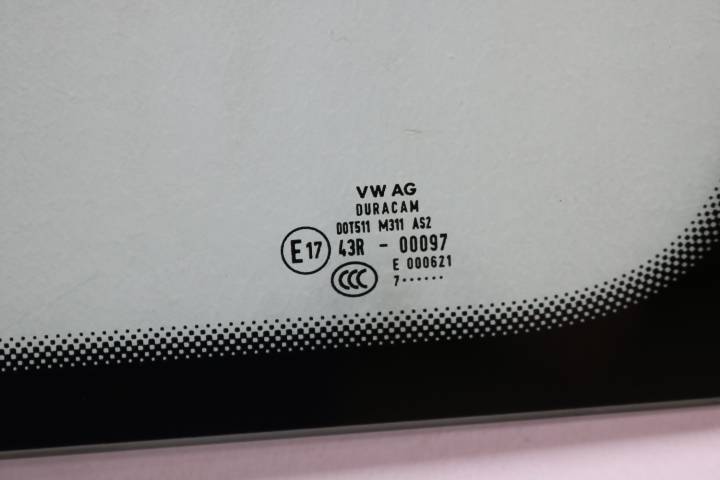 VW AG
DURACAM
DOT511 M311 AS2
E17 43R - 00097
E 000621
CCC
7······